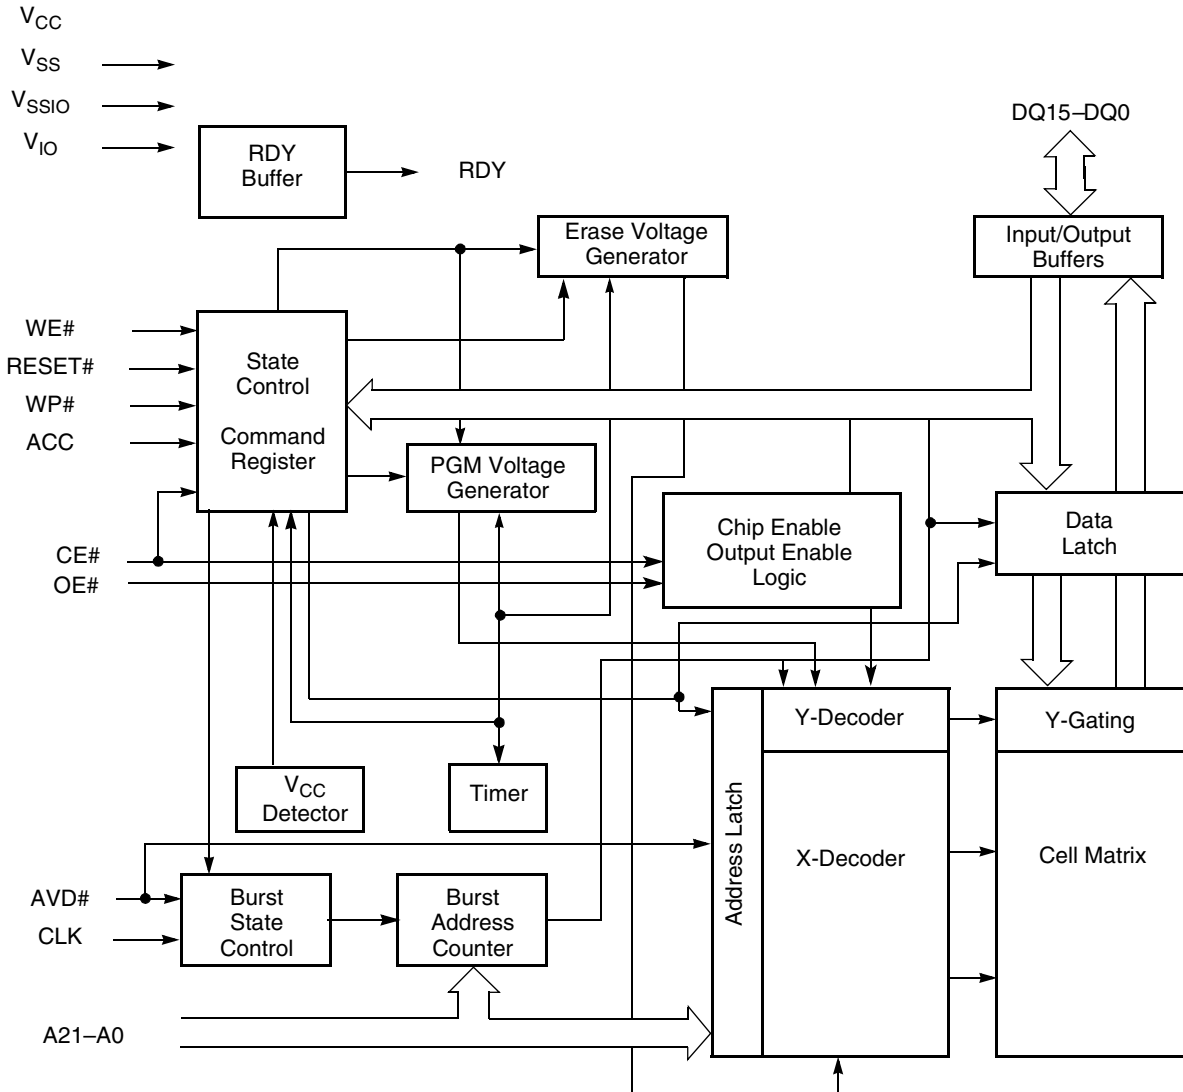 VCC
VSS
VSSIO
VIO
RDY
Buffer
RDY
DQ15–DQ0
Erase Voltage
Generator
Input/Output
Buffers
WE#
RESET#
WP#
ACC
State
Control
Command
Register
PGM Voltage
Generator
Chip Enable
Output Enable
Logic
Data
Latch
CE#
OE#
Address Latch
Y-Decoder
Y-Gating
VCC
Detector
Timer
X-Decoder
Cell Matrix
AVD#
CLK
Burst
State
Control
Burst
Address
Counter
A21–A0